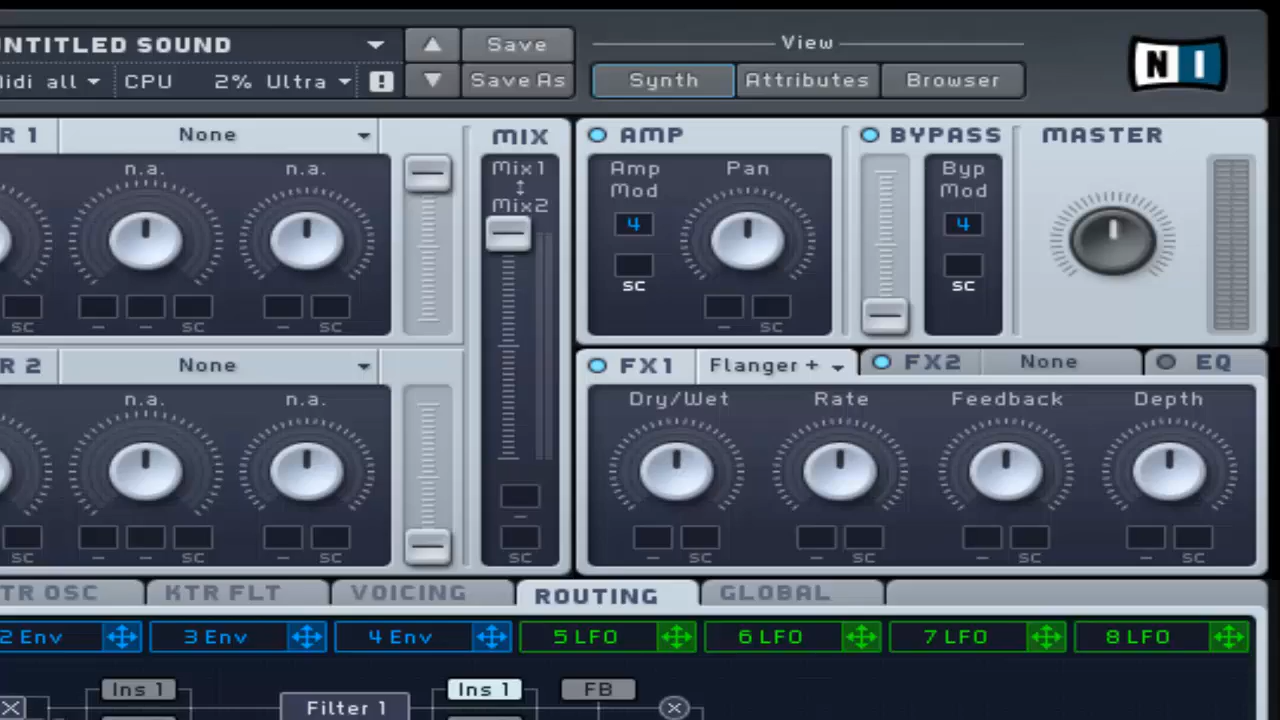 NTITLED SOUND Save View
idi all CPU 2% Ultra ! Save As Synth Attributes Browser NI
R 1 None MIX AMP BYPASS MASTER
n.a. n.a. Mix1 Amp Mod Pan Byp Mod
↕
Mix2
4 4
SC SC
SC - - SC - SC - SC
R 2 None FX1 Flanger + FX2 None EQ
n.a. n.a. Dry/Wet Rate Feedback Depth
-
SC - - SC - SC SC - SC - SC - SC - SC
TR OSC KTR FLT VOICING ROUTING GLOBAL
2 Env 3 Env 4 Env 5 LFO 6 LFO 7 LFO 8 LFO
Ins 1 Ins 1 FB
X Filter 1 X